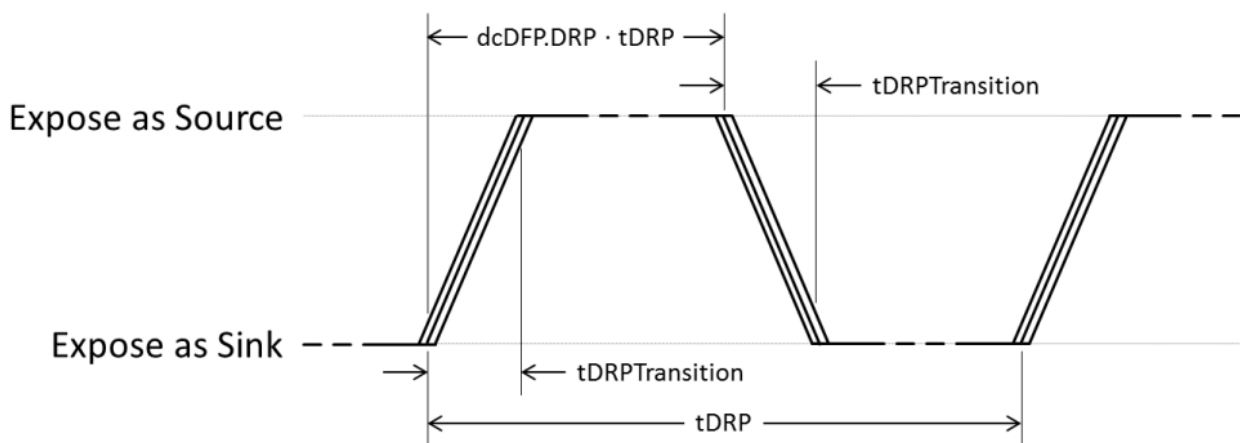 dcDFP.DRP · tDRP
tDRPTransition
Expose as Source
Expose as Sink
tDRPTransition
tDRP